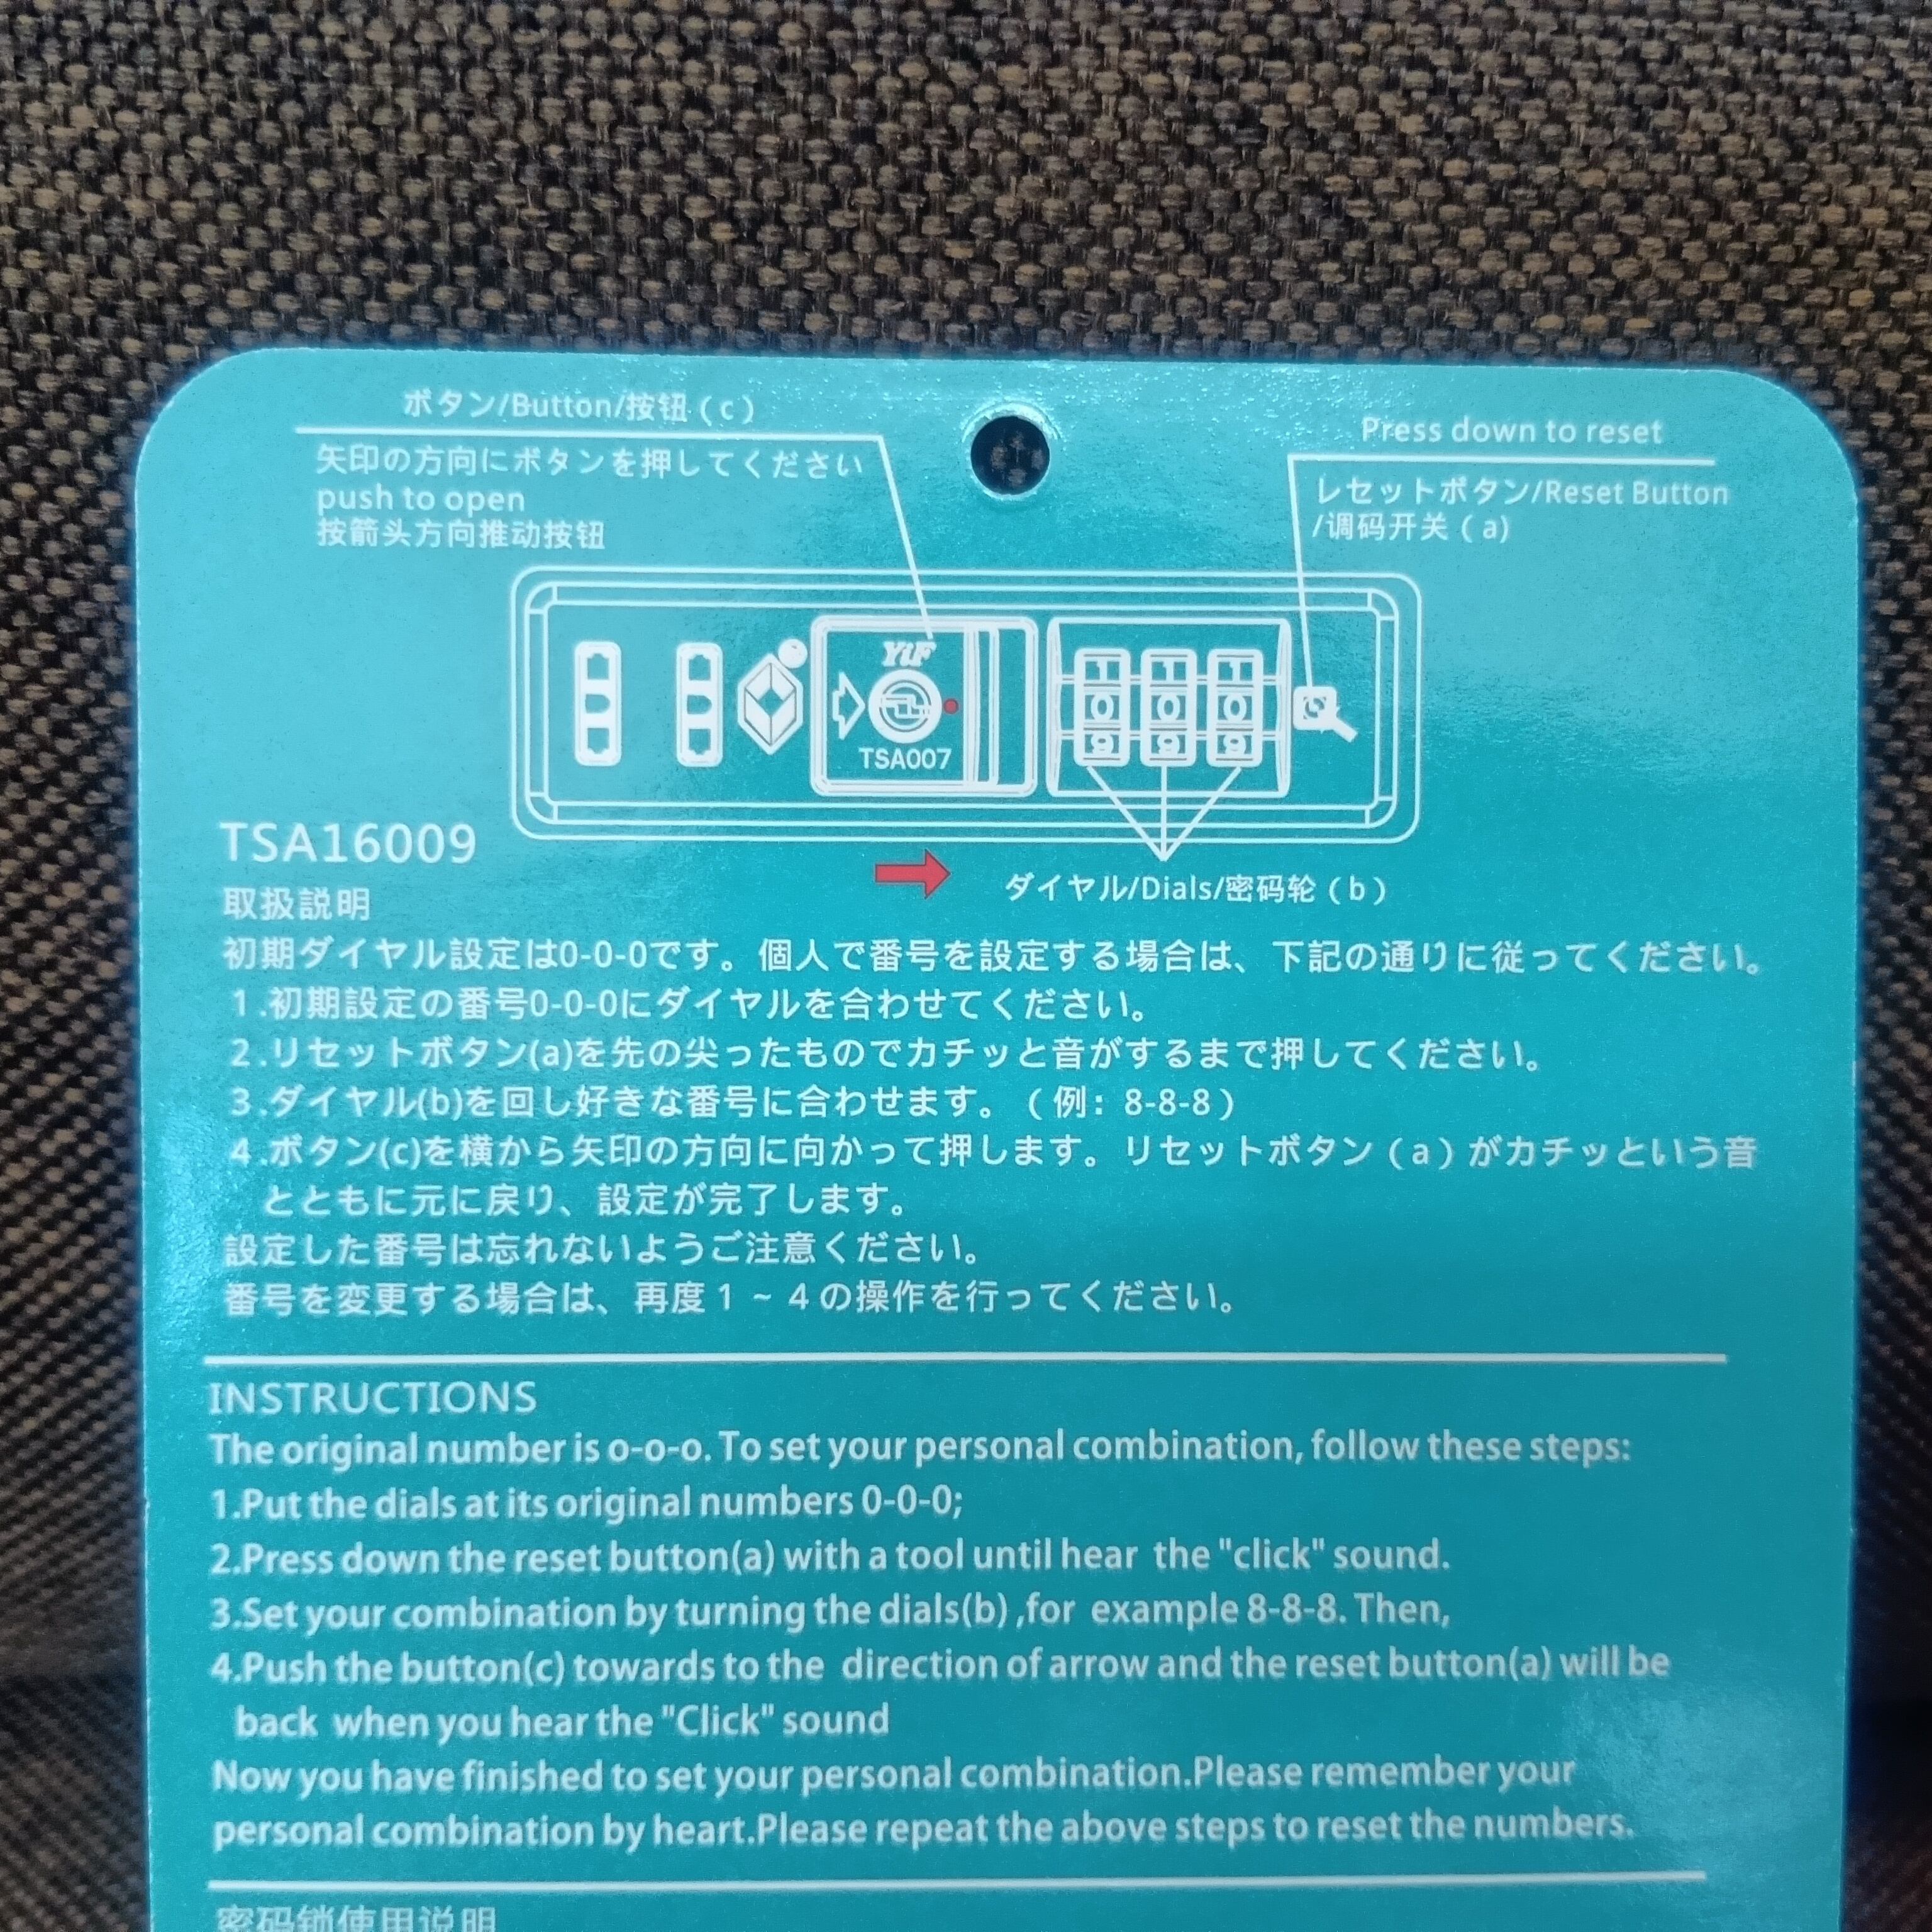 ボタン/Button/按钮（c）
矢印の方向にボタンを押してください
push to open
按箭头方向推动按钮
Press down to reset
レセットボタン/Reset Button
/调码开关（a)
YiF
TSA007
1 1 1
0 0 0
9 9 9
TSA16009
ダイヤル/Dials/密码轮（b）
取扱説明
初期ダイヤル設定は0-0-0です。個人で番号を設定する場合は、下記の通りに従ってください。
1.初期設定の番号0-0-0にダイヤルを合わせてください。
2.リセットボタン(a)を先の尖ったものでカチッと音がするまで押してください。
3.ダイヤル(b)を回し好きな番号に合わせます。（例：8-8-8）
4.ボタン(c)を横から矢印の方向に向かって押します。リセットボタン（a）がカチッという音
とともに元に戻り、設定が完了します。
設定した番号は忘れないようご注意ください。
番号を変更する場合は、再度1~4の操作を行ってください。
INSTRUCTIONS
The original number is o-o-o. To set your personal combination, follow these steps:
1.Put the dials at its original numbers 0-0-0;
2.Press down the reset button(a) with a tool until hear the "click" sound.
3.Set your combination by turning the dials(b) ,for example 8-8-8. Then,
4.Push the button(c) towards to the direction of arrow and the reset button(a) will be
back when you hear the "Click" sound
Now you have finished to set your personal combination.Please remember your
personal combination by heart.Please repeat the above steps to reset the numbers.
密码锁使用说明